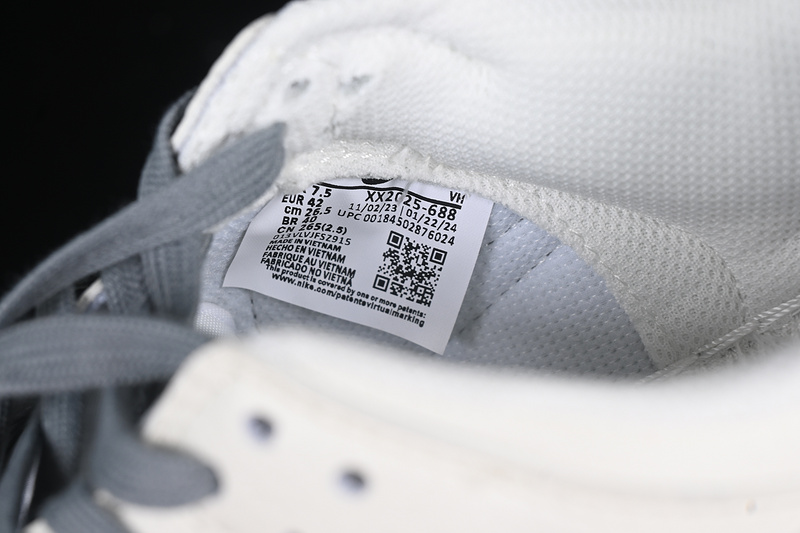 7.5 VH
EUR 42 XX2025-688
cm 26.5 11/02/23 01/22/24
BR 40 UPC 00184502876024
CN 265(2.5)
013VLVJFSZ915
MADE IN VIETNAM
HECHO EN VIETNAM
FABRIQUE AU VIETNAM
FABRICADO NO VIETNA
This product is covered by one or more patents:
www.nike.com/patentsvirtualmarking